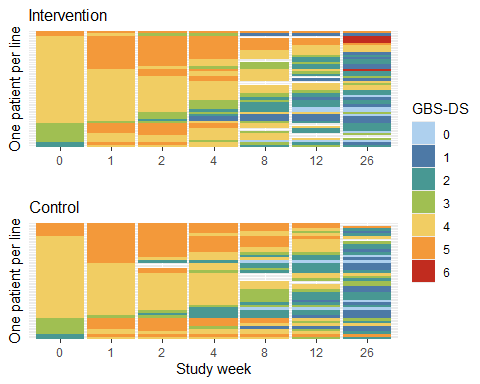 Intervention
One patient per line
0 1 2 4 8 12 26
Control
One patient per line
0 1 2 4 8 12 26
Study week
GBS-DS
0
1
2
3
4
5
6